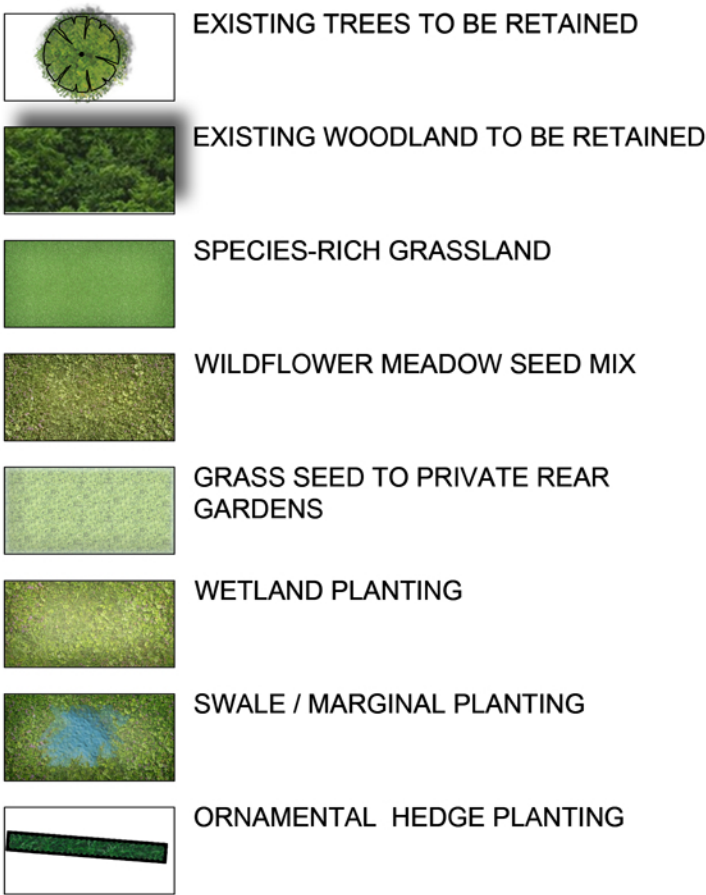 EXISTING TREES TO BE RETAINED
EXISTING WOODLAND TO BE RETAINED
SPECIES-RICH GRASSLAND
WILDFLOWER MEADOW SEED MIX
GRASS SEED TO PRIVATE REAR
GARDENS
WETLAND PLANTING
SWALE / MARGINAL PLANTING
ORNAMENTAL  HEDGE PLANTING